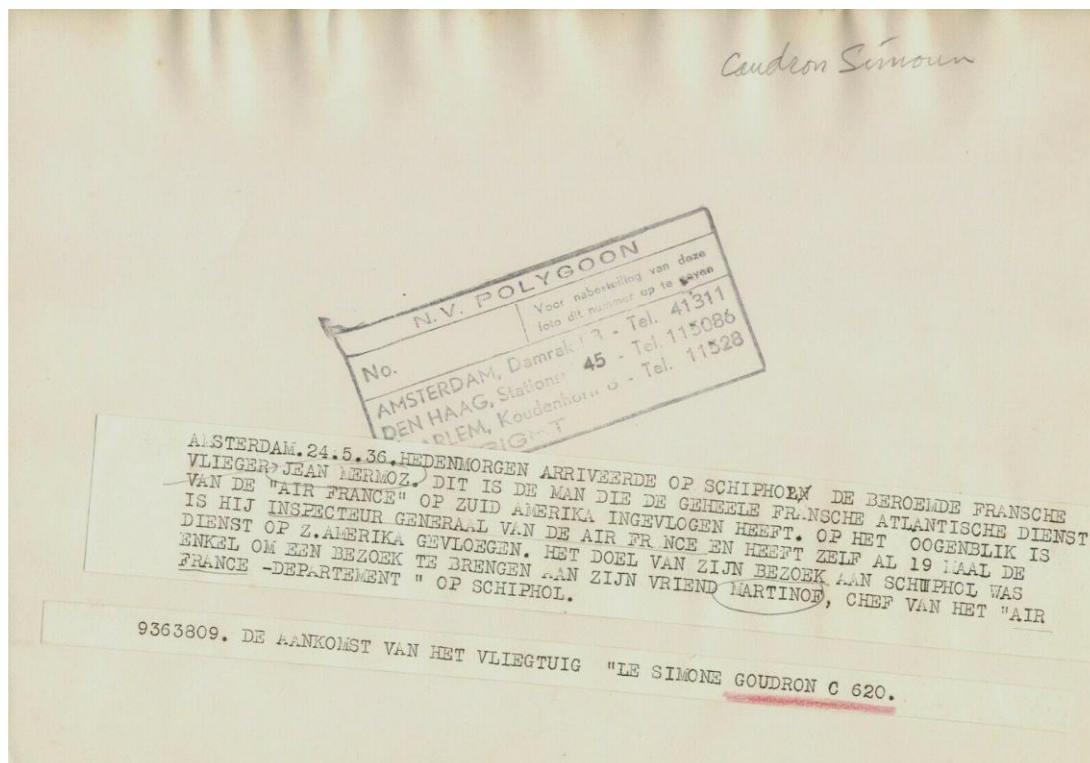 Caudron Simoun
N.V. POLYGOON
Voor nabestelling van deze
foto dit nummer op te geven
No.
AMSTERDAM, Damrak - Tel. 41311
DEN HAAG, Stationsw 45 - Tel. 115086
HAARLEM, Koudenhorn 8 - Tel. 11528
AMSTERDAM.24.5.36.HEDENMORGEN ARRIVEERDE OP SCHIPHOL DE BEROEMDE FRANSCHE
VLIEGER JEAN MERMOZ. DIT IS DE MAN DIE DE GEHEELE FRANSCHE ATLANTISCHE DIENST
VAN DE "AIR FRANCE" OP ZUID AMERIKA INGEVLOGEN HEEFT. OP HET OOGENBLIK IS
IS HIJ INSPECTEUR GENERAAL VAN DE AIR FRANCE EN HEEFT ZELF AL 19 MAAL DE
DIENST OP Z.AMERIKA GEVLOEGEN. HET DOEL VAN ZIJN BEZOEK AAN SCHIPHOL WAS
ENKEL OM EEN BEZOEK TE BRENGEN AAN ZIJN VRIEND MARTINOF, CHEF VAN HET "AIR
FRANCE -DEPARTEMENT " OP SCHIPHOL.
9363809. DE AANKOMST VAN HET VLIEGTUIG "LE SIMONE GOUDRON C 620.